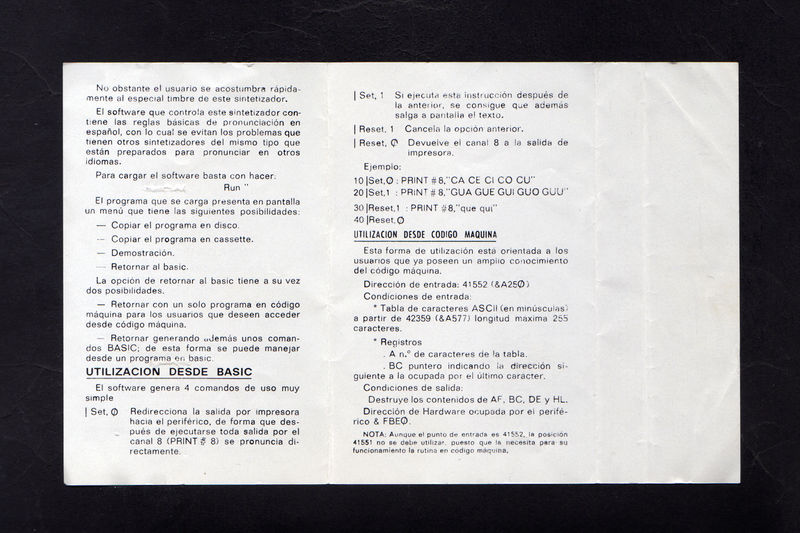 No obstante el usuario se acostumbra rápida-
mente al especial timbre de este sintetizador.
El software que controla este sintetizador con-
tiene las reglas básicas de pronunciación en
español, con lo cual se evitan los problemas que
tienen otros sintetizadores del mismo tipo que
están preparados para pronunciar en otros
idiomas.
Para cargar el software basta con hacer.
Run "
El programa que se carga presenta en pantalla
un menú que tiene las siguientes posibilidades:
— Copiar el programa en disco.
— Copiar el programa en cassette.
— Demostración.
— Retornar al basic.
La opción de retornar al basic tiene a su vez
dos posibilidades.
— Retornar con un solo programa en código
máquina para los usuarios que deseen acceder
desde código máquina.
— Retornar generando además unos coman-
dos BASIC; de esta forma se puede manejar
desde un programa en basic.
UTILIZACION DESDE BASIC
El software genera 4 comandos de uso muy
simple
| Set, Ø Redirecciona la salida por impresora
hacia el periférico, de forma que des-
pués de ejecutarse toda salida por el
canal 8 (PRINT # 8) se pronuncia di-
rectamente.
| Set, 1 Si ejecuta esta instrucción después de
la anterior, se consigue que además
salga a pantalla el texto.
| Reset, 1 Cancela la opción anterior.
| Reset, Ø Devuelve el canal 8 a la salida de
impresora.
Ejemplo:
10 |Set,Ø : PRINT #8,"CA CE CI CO CU"
20 |Set,1 : PRINT #8,"GUA GUE GUI GUO GUU"
30 |Reset,1 : PRINT #8,"que qui"
40 |Reset,Ø
UTILIZACION DESDE CODIGO MAQUINA
Esta forma de utilización está orientada a los
usuarios que ya poseen un amplio conocimiento
del código máquina.
Dirección de entrada: 41552 (&A25Ø)
Condiciones de entrada:
* Tabla de caracteres ASCII (en minúsculas)
a partir de 42359 (&A577) longitud máxima 255
caracteres.
* Registros
. A n.º de caracteres de la tabla.
. BC puntero indicando la dirección si-
guiente a la ocupada por el último caracter.
Condiciones de salida:
Destruye los contenidos de AF, BC, DE y HL.
Dirección de Hardware ocupada por el perifé-
rico & FBEØ.
NOTA: Aunque el punto de entrada es 41552, la posición
41551 no se debe utilizar, puesto que la necesita para su
funcionamiento la rutina en codigo máquina,